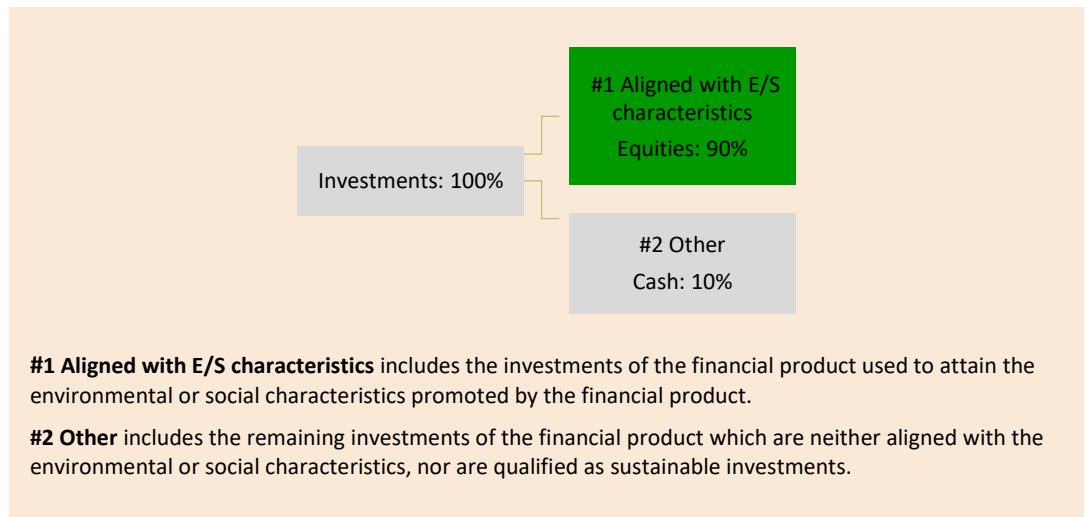 #1 Aligned with E/S
characteristics
Equities: 90%
Investments: 100%
#2 Other
Cash: 10%
#1 Aligned with E/S characteristics includes the investments of the financial product used to attain the
environmental or social characteristics promoted by the financial product.
#2 Other includes the remaining investments of the financial product which are neither aligned with the
environmental or social characteristics, nor are qualified as sustainable investments.